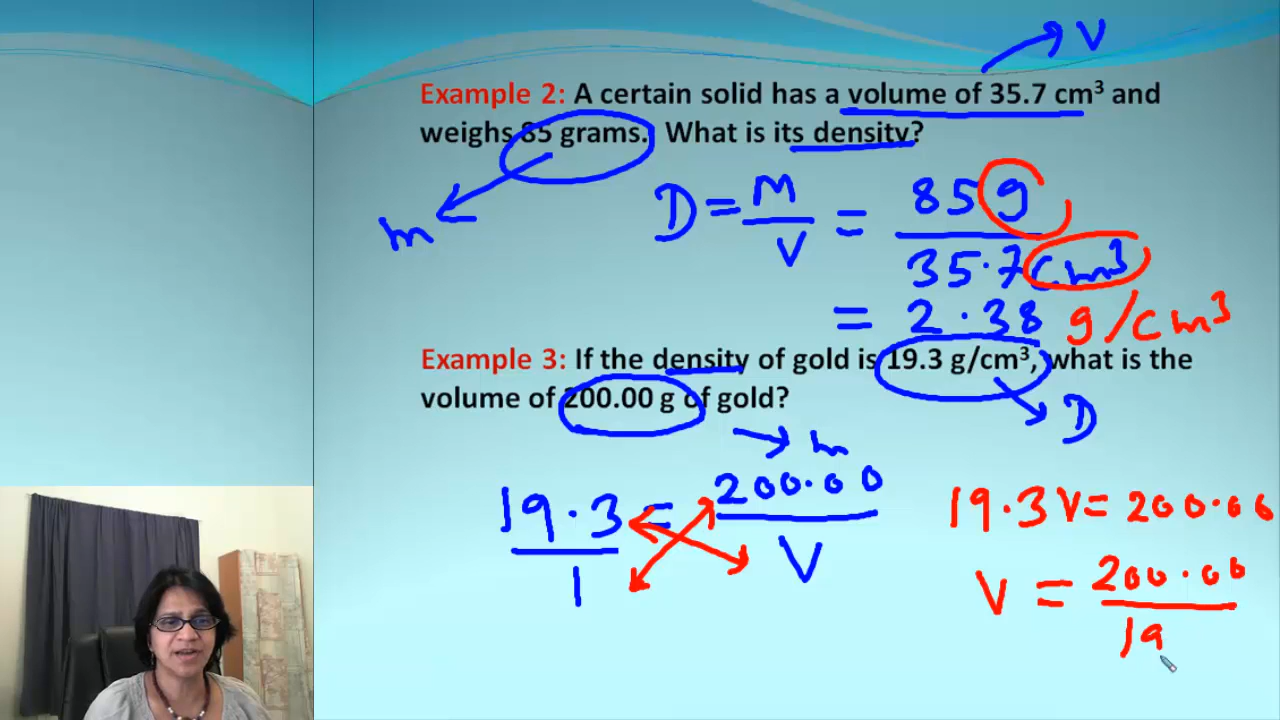 V
Example 2: A certain solid has a volume of 35.7 cm³ and
weighs 85 grams. What is its density?
m
D = M/V = 85 g/35.7 cm³
= 2.38 g/cm³
Example 3: If the density of gold is 19.3 g/cm³, what is the
volume of 200.00 g of gold?
D
m
19.3/1 = 200.00/V
19.3 V = 200.00
V = 200.00/19